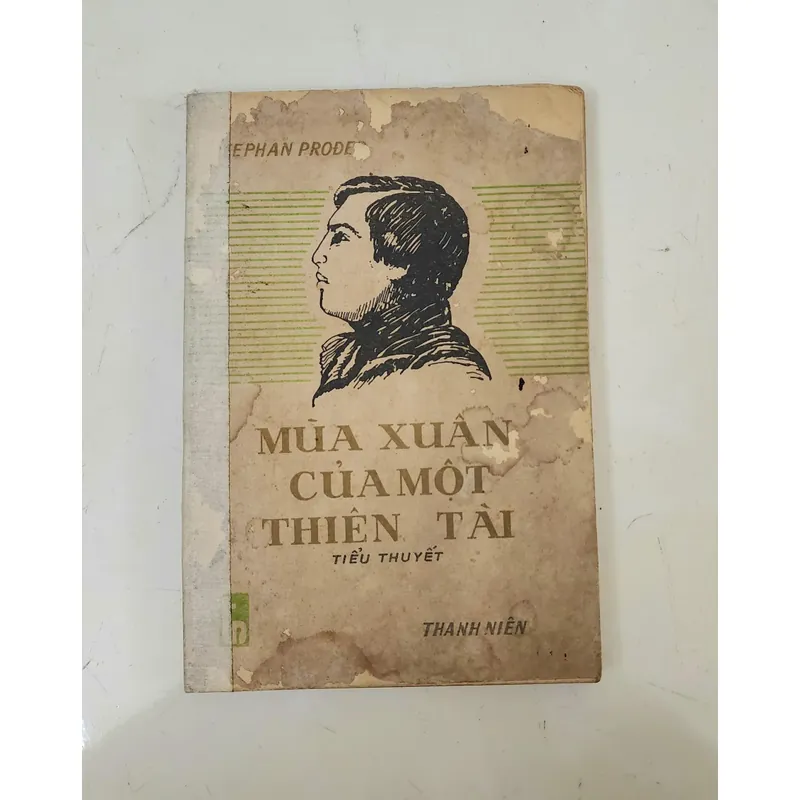 EPHAN PRODE
MÙA XUÂN
CỦA MỘT
THIÊN TÀI
TIỂU THUYẾT
THANH NIÊN